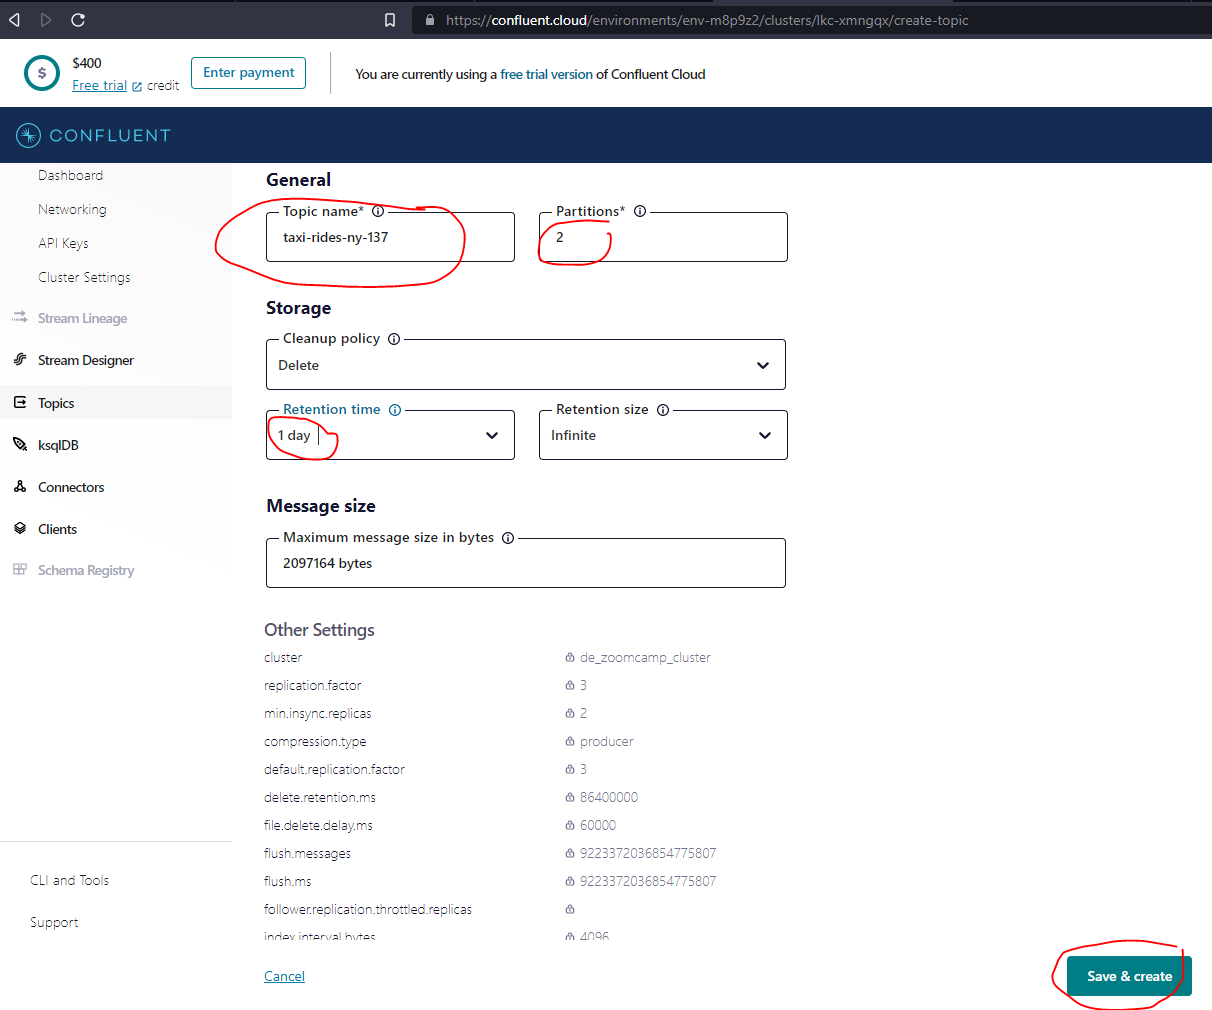 https://confluent.cloud/environments/env-m8p9z2/clusters/lkc-xmngqx/create-topic
$
$400
Free trial credit
Enter payment
You are currently using a free trial version of Confluent Cloud
CONFLUENT
Dashboard
Networking
API Keys
Cluster Settings
Stream Lineage
Stream Designer
Topics
ksqlDB
Connectors
Clients
Schema Registry
CLI and Tools
Support
General
Topic name*
taxi-rides-ny-137
Partitions*
2
Storage
Cleanup policy
Delete
Retention time
1 day
Retention size
Infinite
Message size
Maximum message size in bytes
2097164 bytes
Other Settings
cluster de_zoomcamp_cluster
replication.factor 3
min.insync.replicas 2
compression.type producer
default.replication.factor 3
delete.retention.ms 86400000
file.delete.delay.ms 60000
flush.messages 9223372036854775807
flush.ms 9223372036854775807
follower.replication.throttled.replicas
index.interval.bytes 4096
Cancel
Save & create